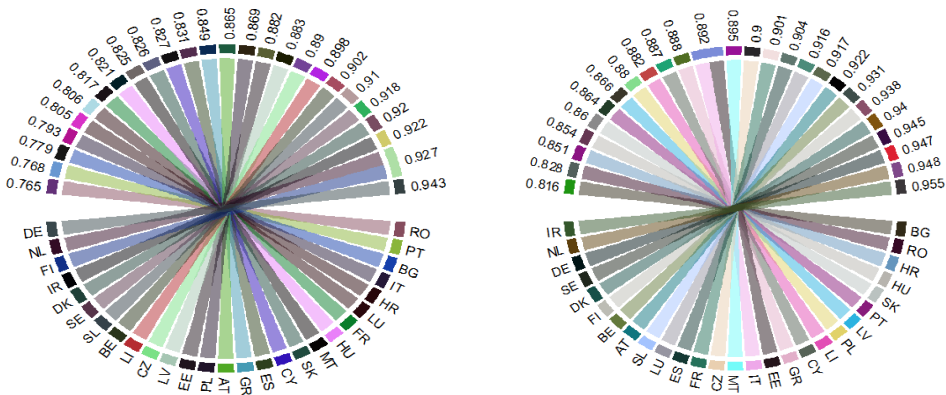 0.765
0.768
0.779
0.793
0.805
0.806
0.817
0.821
0.825
0.826
0.827
0.831
0.849
0.865
0.869
0.882
0.883
0.89
0.898
0.902
0.91
0.918
0.92
0.922
0.927
0.943
DE
NL
FI
IR
DK
SE
SL
BE
LI
CZ
LV
EE
PL
AT
GR
ES
CY
SK
MT
HU
FR
LU
HR
IT
BG
PT
RO
0.816
0.828
0.851
0.854
0.86
0.864
0.866
0.88
0.882
0.887
0.888
0.892
0.895
0.9
0.901
0.904
0.916
0.917
0.922
0.931
0.938
0.94
0.945
0.947
0.948
0.955
IR
NL
DE
SE
DK
FI
BE
AT
SL
LU
ES
FR
CZ
MT
IT
EE
GR
CY
LI
PL
LV
PT
SK
HU
HR
RO
BG